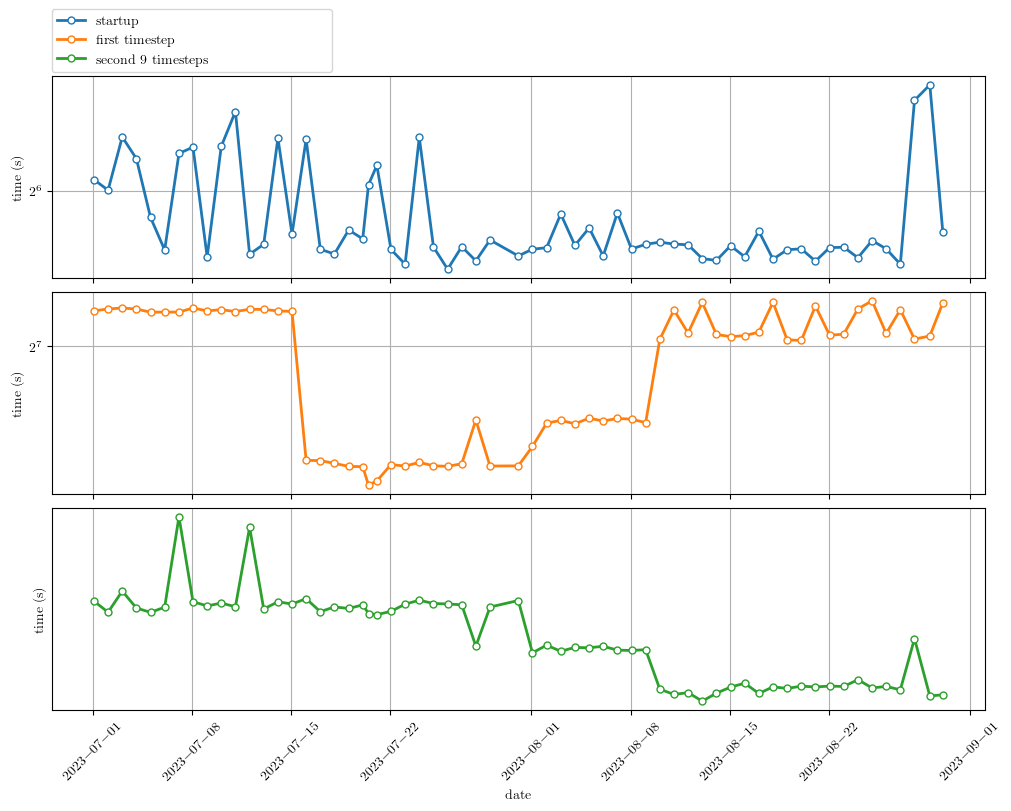 startup
first timestep
second 9 timesteps
time (s)
2^6
time (s)
2^7
time (s)
2023−07−01
2023−07−08
2023−07−15
2023−07−22
2023−08−01
2023−08−08
2023−08−15
2023−08−22
2023−09−01
date